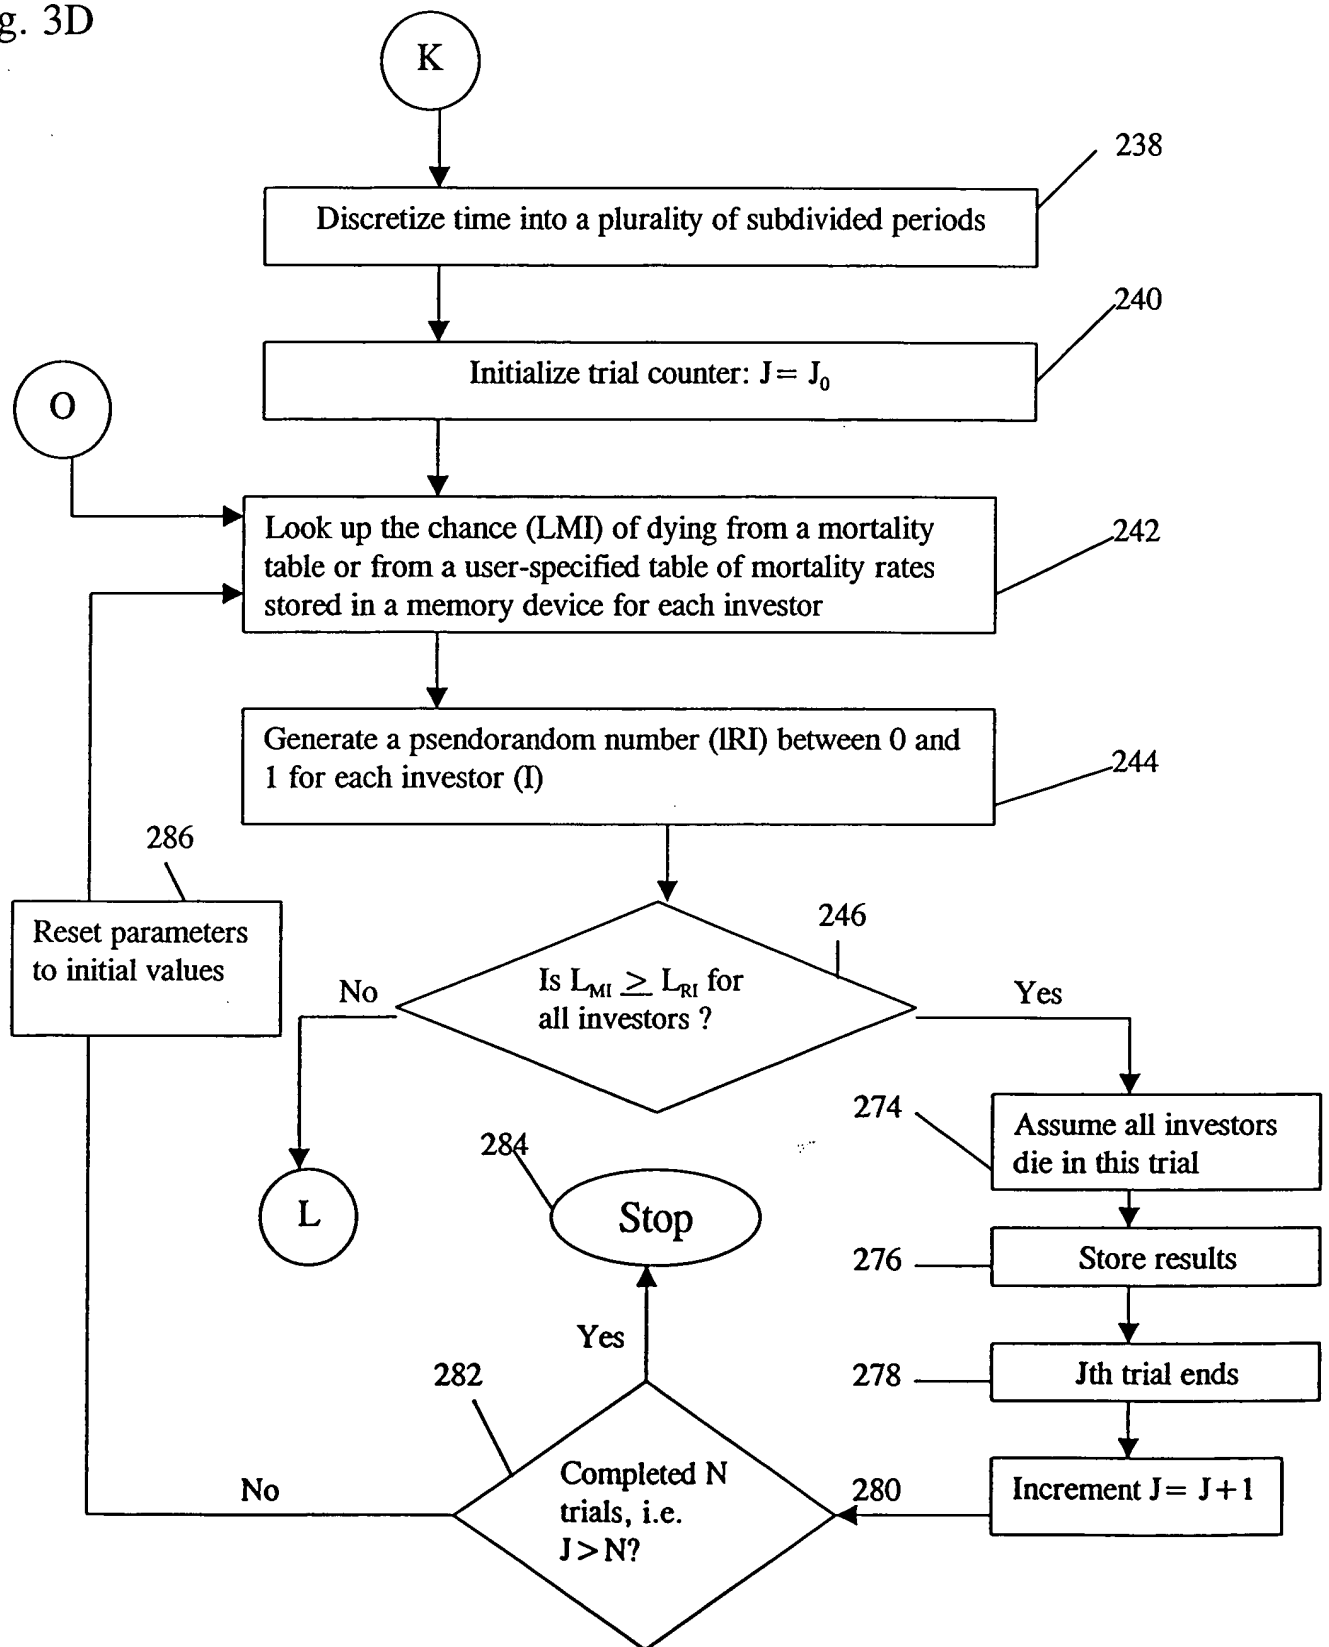 g. 3D
K
238
Discretize time into a plurality of subdivided periods
240
Initialize trial counter: J= J₀
O
242
Look up the chance (LMI) of dying from a mortality
table or from a user-specified table of mortality rates
stored in a memory device for each investor
Generate a psendorandom number (lRI) between 0 and
1 for each investor (I)
244
286
Reset parameters
to initial values
246
Is L_MI ≥ L_RI for
all investors ?
No
Yes
274
Assume all investors
die in this trial
284
L
Stop
276
Store results
Yes
278
Jth trial ends
282
Completed N
trials, i.e.
J>N?
No
280
Increment J= J+1